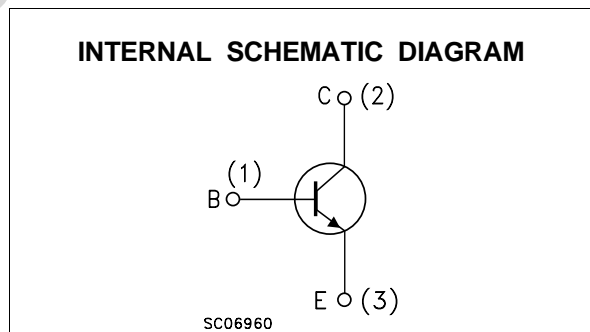 INTERNAL SCHEMATIC DIAGRAM
C (2)
(1)
B
E (3)
SC06960